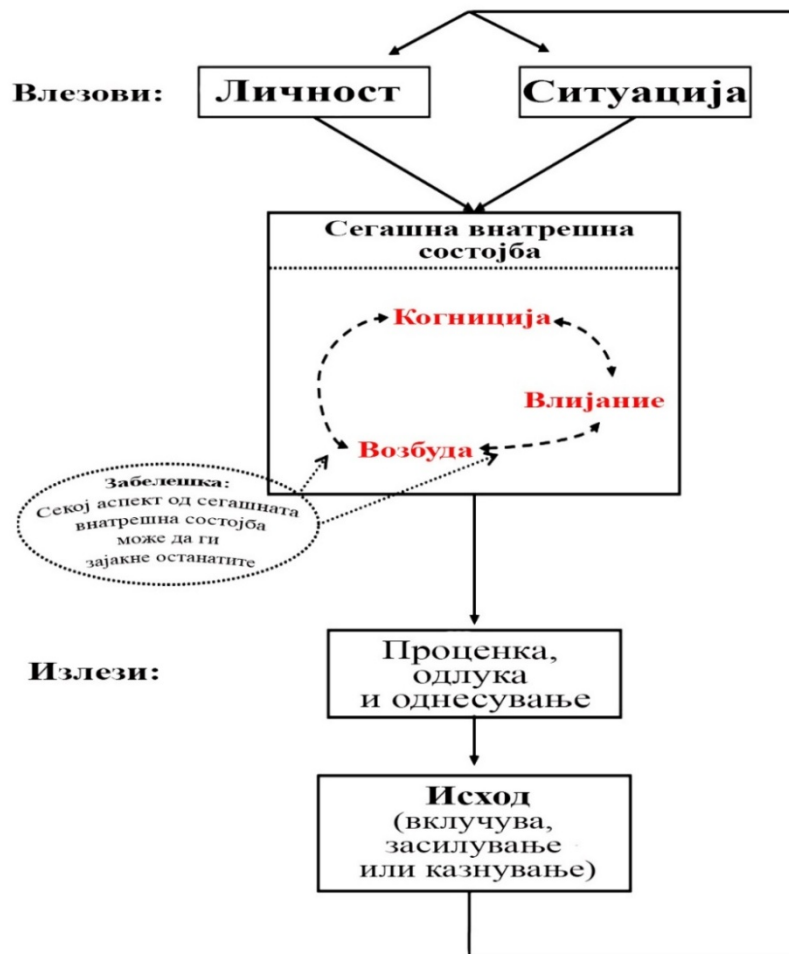 Влезови:
Личност
Ситуација
Сегашна внатрешна
состојба
Когниција
Влијание
Возбуда
Забелешка:
Секој аспект од сегашната
внатрешна состојба
може да ги
зајакне останатите
Излези:
Проценка,
одлука
и однесување
Исход
(вклучува,
засилување
или казнување)